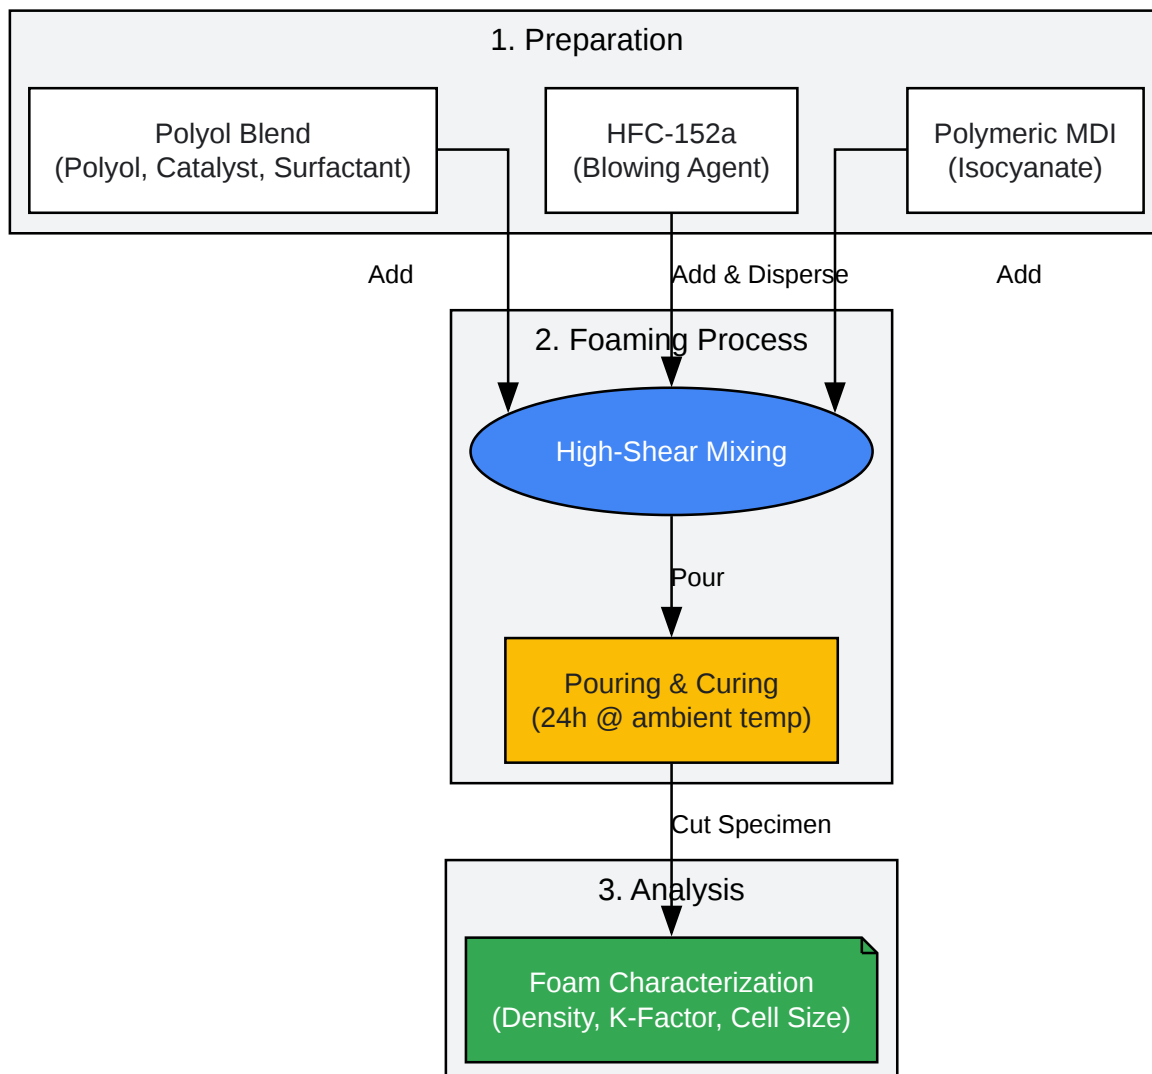 1. Preparation
Polyol Blend
(Polyol, Catalyst, Surfactant)
HFC-152a
(Blowing Agent)
Polymeric MDI
(Isocyanate)
Add
Add & Disperse
Add
2. Foaming Process
High-Shear Mixing
Pour
Pouring & Curing
(24h @ ambient temp)
Cut Specimen
3. Analysis
Foam Characterization
(Density, K-Factor, Cell Size)